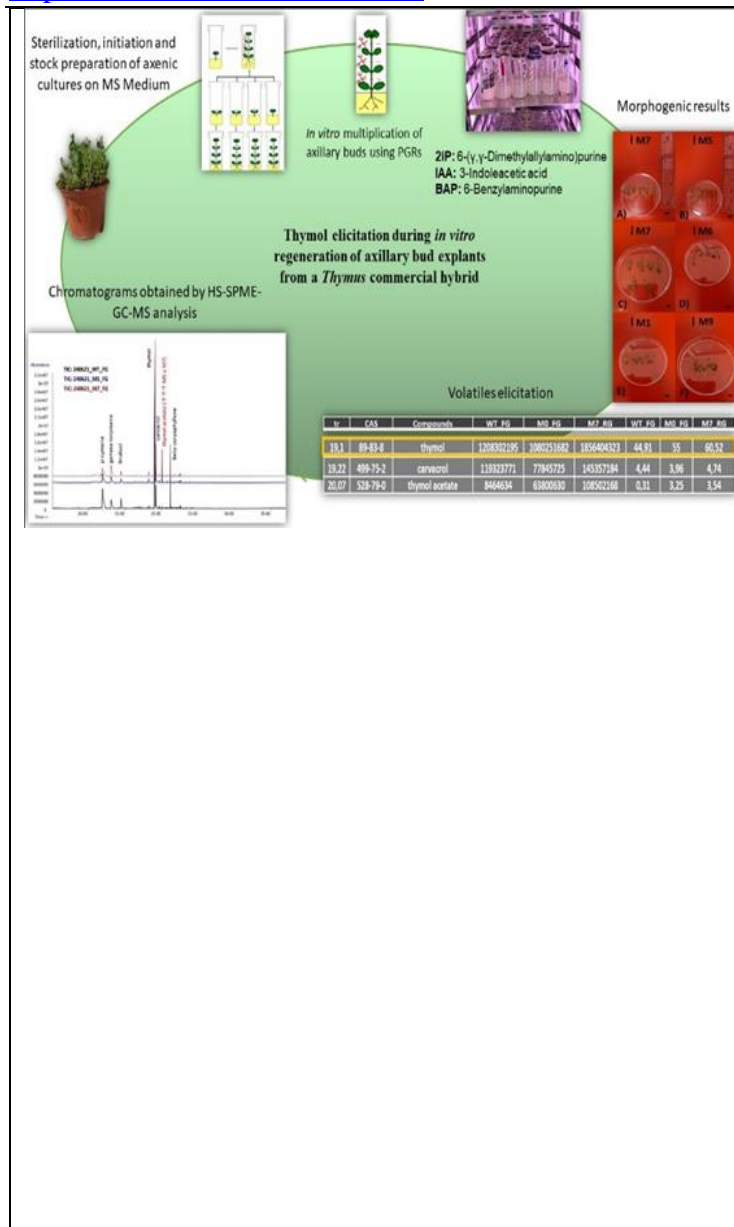 Sterilization, initiation and
stock preparation of axenic
cultures on MS Medium
In vitro multiplication of
axillary buds using PGRs
2IP: 6-(γ,γ-Dimethylallylamino)purine
IAA: 3-Indoleacetic acid
BAP: 6-Benzylaminopurine
Morphogenic results
M7
M5
A)
B)
M7
M6
C)
D)
M1
M9
E)
F)
Thymol elicitation during in vitro
regeneration of axillary bud explants
from a Thymus commercial hybrid
Chromatograms obtained by HS-SPME-
GC-MS analysis
thymol
carvacrol
p-cymene
Volatiles elicitation
tr CAS Compounds WT_FG M0_FG M7_RG WT_FG M0_FG M7_RG
19,1 89-83-8 thymol 1208302195 1080251682 1856404323 44,91 55 60,52
19,22 499-75-2 carvacrol 119323771 77845725 145357184 4,44 3,96 4,74
20,07 528-79-0 thymol acetate 8464634 63800630 108502168 0,31 3,25 3,54